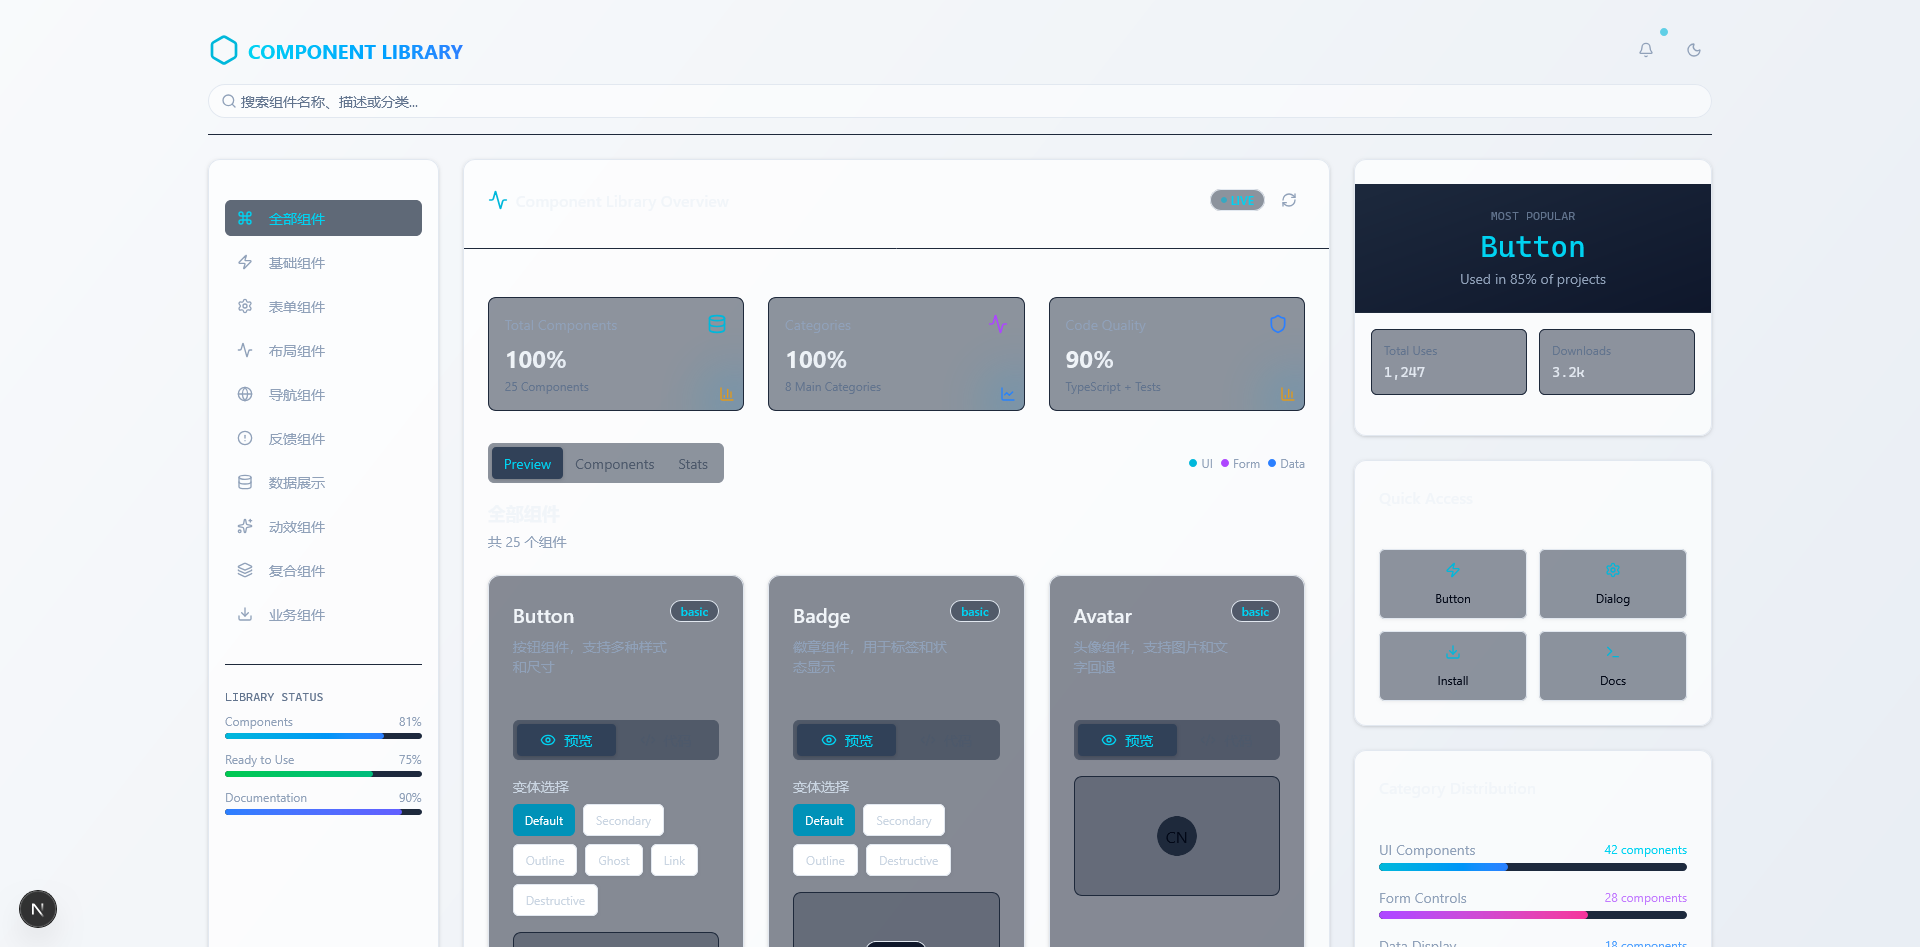 COMPONENT LIBRARY
搜索组件名称、描述或分类...
全部组件
基础组件
表单组件
布局组件
导航组件
反馈组件
数据展示
动效组件
复合组件
业务组件
LIBRARY STATUS
Components 81%
Ready to Use 75%
Documentation 90%
Component Library Overview
LIVE
Total Components
100%
25 Components
Categories
100%
8 Main Categories
Code Quality
90%
TypeScript + Tests
Preview Components Stats
UI Form Data
全部组件
共 25 个组件
Button
basic
按钮组件，支持多种样式
和尺寸
预览
变体选择
Default Secondary
Outline Ghost Link
Destructive
Badge
basic
徽章组件，用于标签和状
态显示
预览
变体选择
Default Secondary
Outline Destructive
Avatar
basic
头像组件，支持图片和文
字回退
预览
CN
MOST POPULAR
Button
Used in 85% of projects
Total Uses
1,247
Downloads
3.2k
Quick Access
Button
Dialog
Install
Docs
Category Distribution
UI Components 42 components
Form Controls 28 components
Data Display 18 components
N